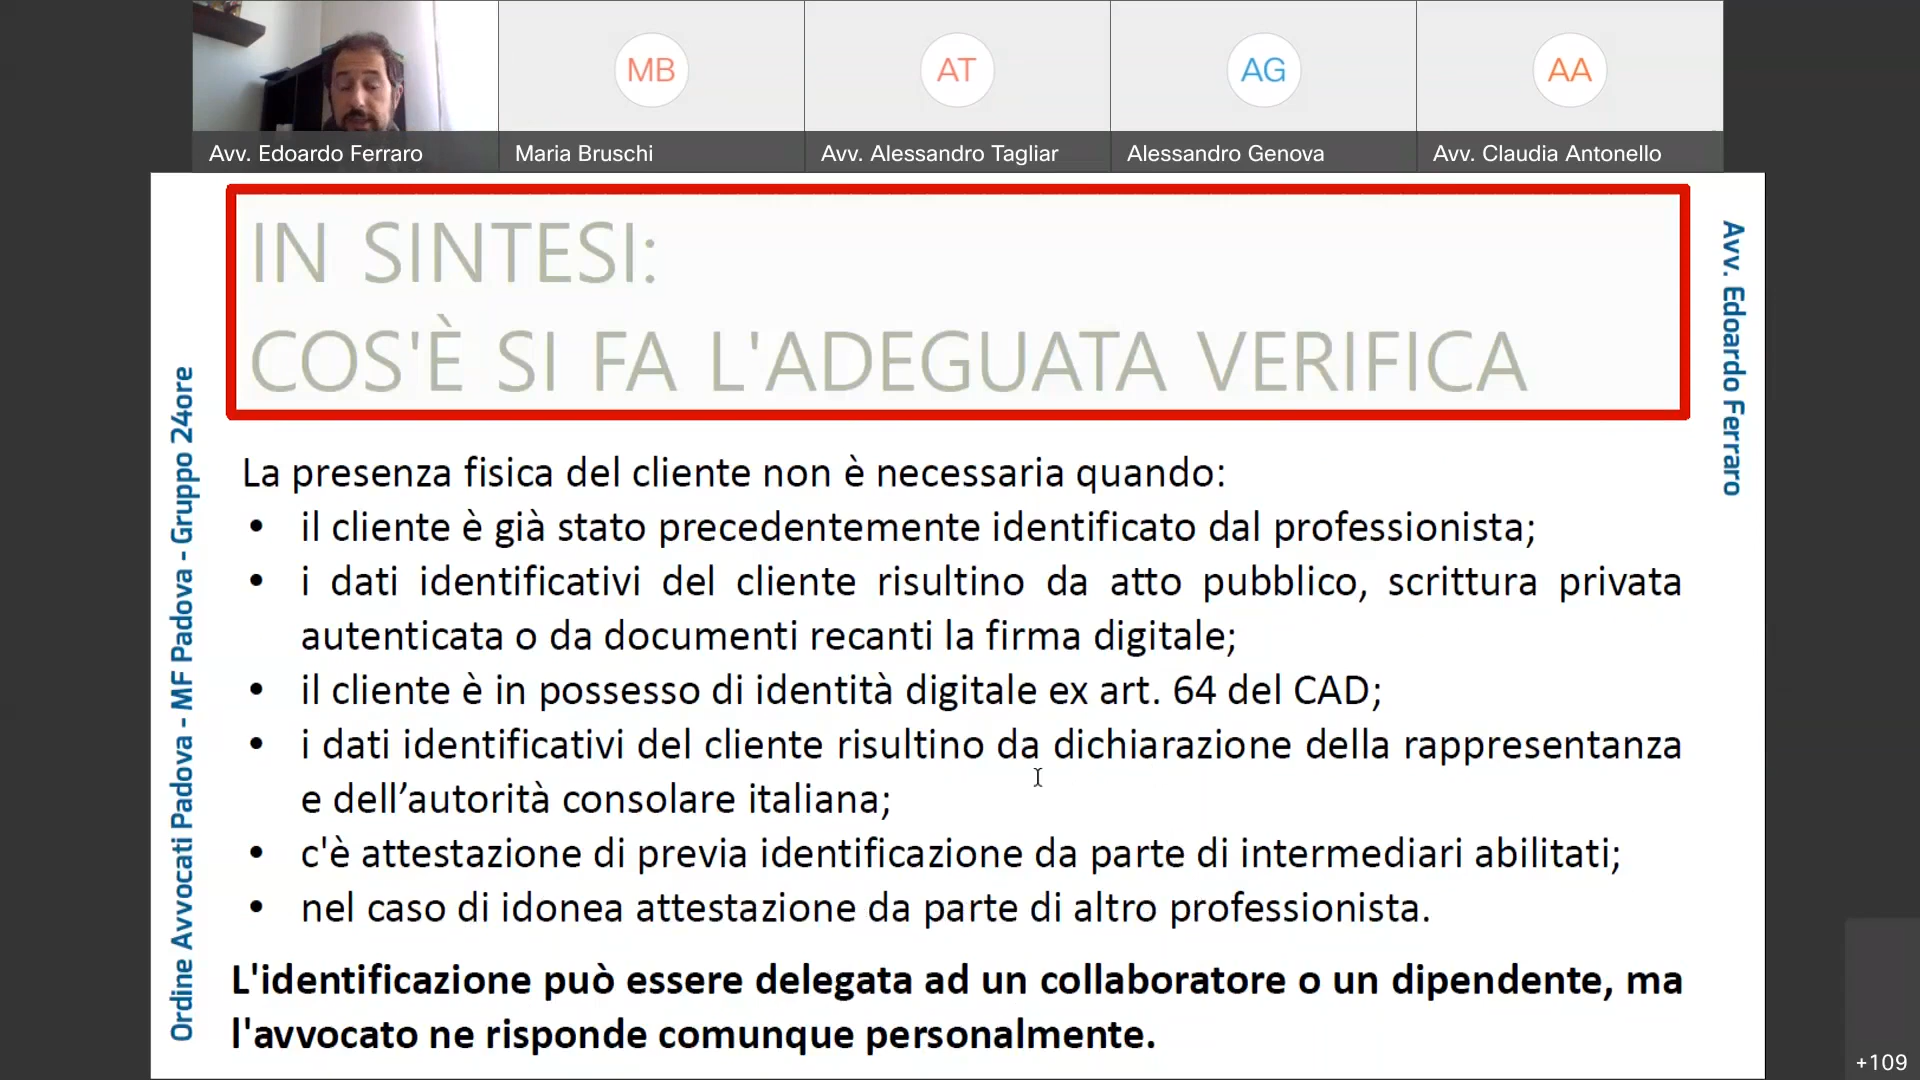 MB
AT
AG
AA
Avv. Edoardo Ferraro
Maria Bruschi
Avv. Alessandro Tagliar
Alessandro Genova
Avv. Claudia Antonello
IN SINTESI:
COS'È SI FA L'ADEGUATA VERIFICA
La presenza fisica del cliente non è necessaria quando:
• il cliente è già stato precedentemente identificato dal professionista;
• i dati identificativi del cliente risultino da atto pubblico, scrittura privata
autenticata o da documenti recanti la firma digitale;
• il cliente è in possesso di identità digitale ex art. 64 del CAD;
• i dati identificativi del cliente risultino da dichiarazione della rappresentanza
e dell’autorità consolare italiana;
• c'è attestazione di previa identificazione da parte di intermediari abilitati;
• nel caso di idonea attestazione da parte di altro professionista.
L'identificazione può essere delegata ad un collaboratore o un dipendente, ma
l'avvocato ne risponde comunque personalmente.
Ordine Avvocati Padova - MF Padova - Gruppo 24ore
Avv. Edoardo Ferraro
+109